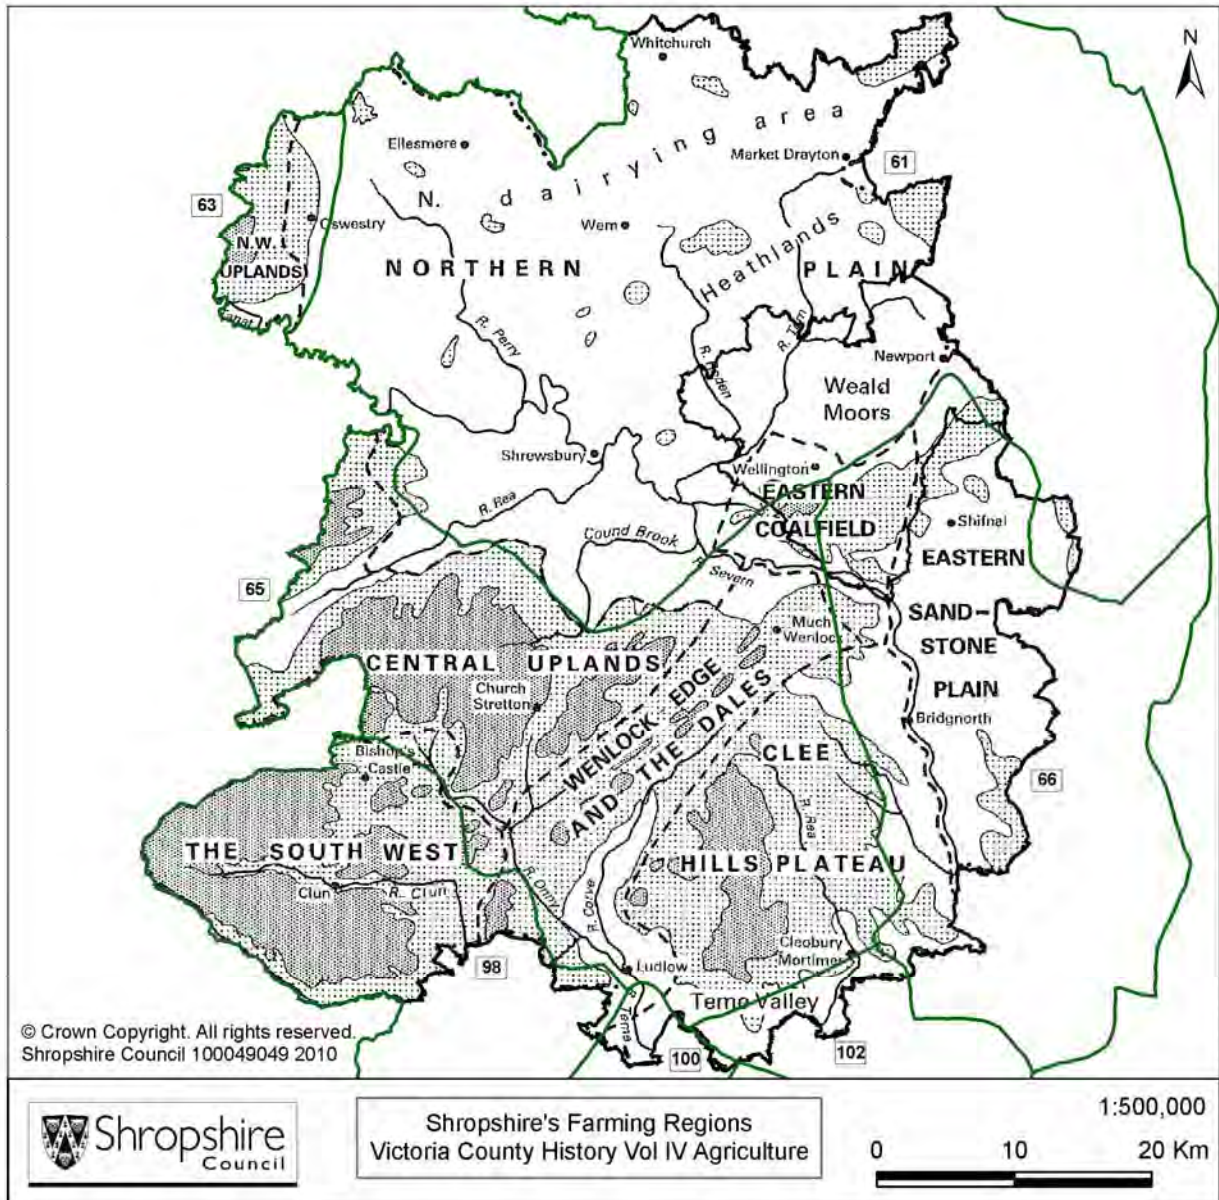 N
Whitchurch
N. dairying area
Ellesmere
Market Drayton
61
63
Oswestry
Wem
N.W.
UPLANDS
Heathlands
NORTHERN
PLAIN
R. Perry
R. Tern
Newport
Weald
Moors
Shrewsbury
Wellington
EASTERN
COALFIELD
R. Rea
Cound Brook
Shifnal
EASTERN
R. Severn
65
SAND-
STONE
PLAIN
Much
Wenlock
CENTRAL UPLANDS
Church
Stretton
WENLOCK EDGE
AND THE DALES
Bridgnorth
Bishop's
Castle
CLEE
66
R. Rea
THE SOUTH WEST
HILLS PLATEAU
Clun
R. Clun
R. Onny
R. Corve
Cleobury
Mortimer
98
Ludlow
Teme Valley
R. Teme
100
102
© Crown Copyright. All rights reserved.
Shropshire Council 100049049 2010
Shropshire
Council
Shropshire's Farming Regions
Victoria County History Vol IV Agriculture
1:500,000
0 10 20 Km